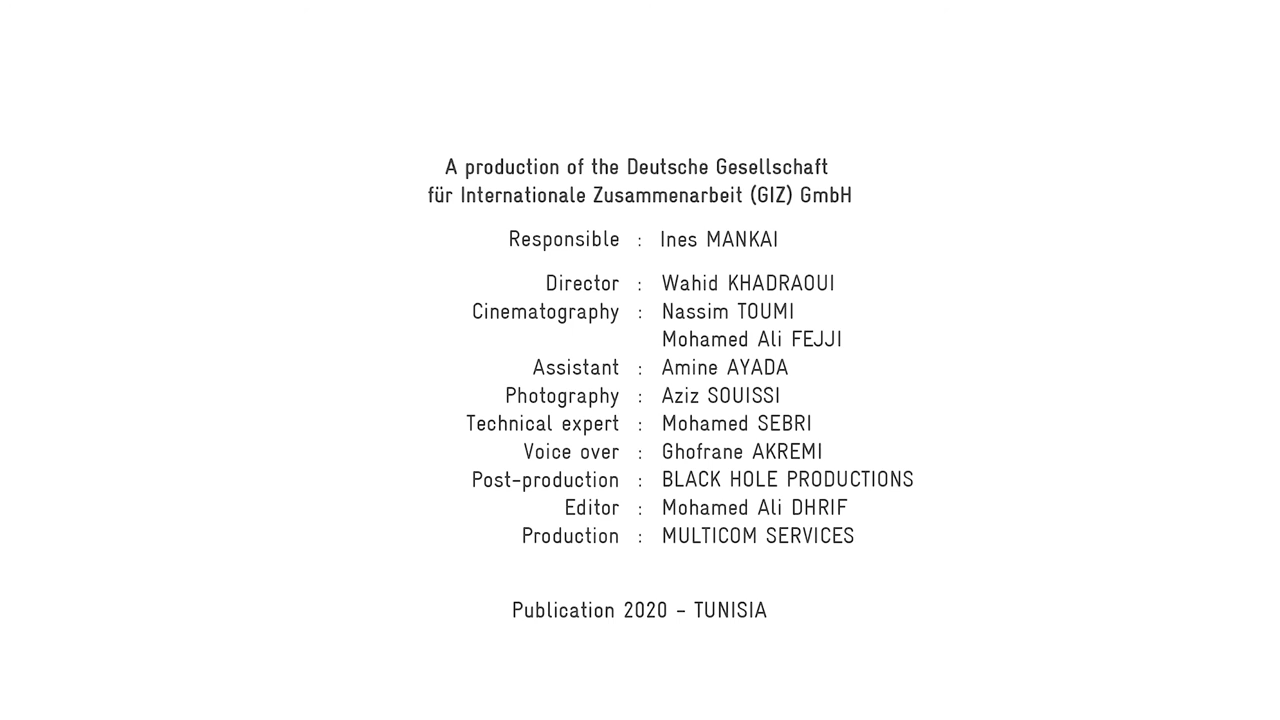 A production of the Deutsche Gesellschaft
für Internationale Zusammenarbeit (GIZ) GmbH
Responsible : Ines MANKAI
Director : Wahid KHADRAOUI
Cinematography : Nassim TOUMI
Mohamed Ali FEJJI
Assistant : Amine AYADA
Photography : Aziz SOUISSI
Technical expert : Mohamed SEBRI
Voice over : Ghofrane AKREMI
Post-production : BLACK HOLE PRODUCTIONS
Editor : Mohamed Ali DHRIF
Production : MULTICOM SERVICES
Publication 2020 - TUNISIA